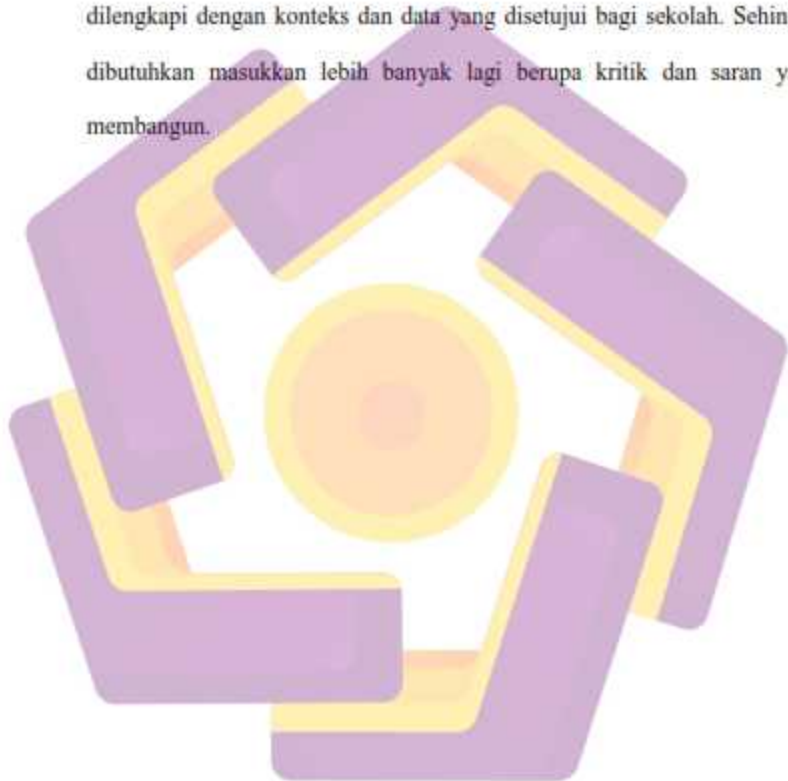 dilengkapi dengan konteks dan data yang disetujui bagi sekolah. Sehin
dibutuhkan masukkan lebih banyak lagi berupa kritik dan saran y
membangun.